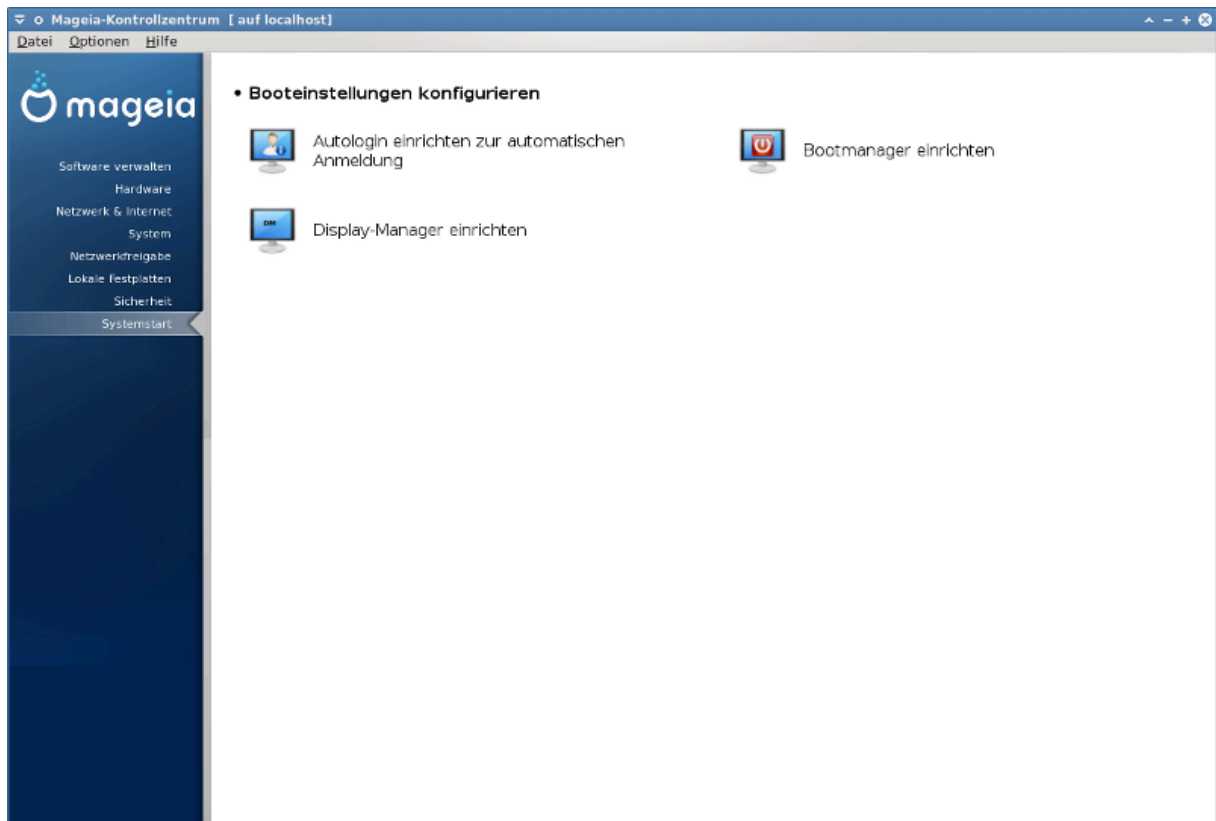 Mageia-Kontrollzentrum [ auf localhost]
Datei Optionen Hilfe
mageia
Software verwalten
Hardware
Netzwerk & Internet
System
Netzwerkfreigabe
Lokale Festplatten
Sicherheit
Systemstart
• Booteinstellungen konfigurieren
Autologin einrichten zur automatischen
Anmeldung
Bootmanager einrichten
DM
Display-Manager einrichten